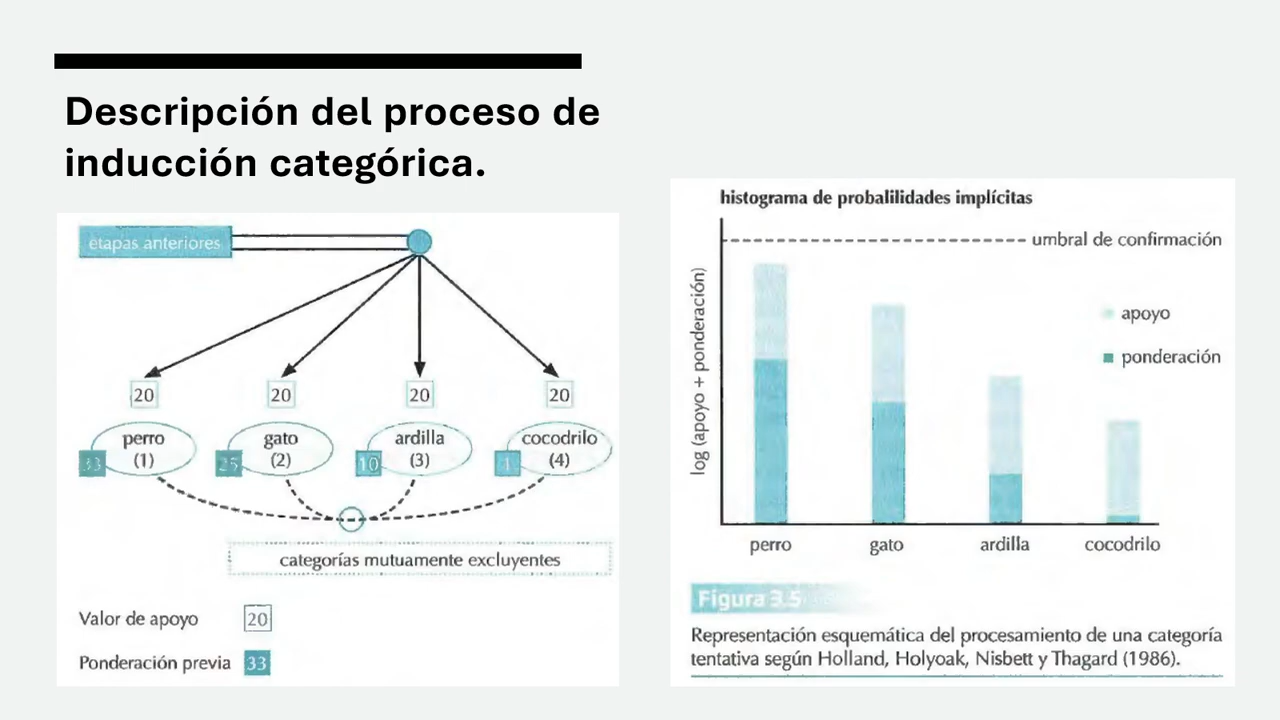 Descripción del proceso de
inducción categórica.
etapas anteriores
20 20 20 20
perro gato ardilla cocodrilo
(1) (2) (3) (4)
33 25 10 1
categorías mutuamente excluyentes
Valor de apoyo 20
Ponderación previa 33
histograma de probalilidades implícitas
umbral de confirmación
log (apoyo + ponderación)
apoyo
ponderación
perro gato ardilla cocodrilo
Figura 3.5
Representación esquemática del procesamiento de una categoría
tentativa según Holland, Holyoak, Nisbett y Thagard (1986).